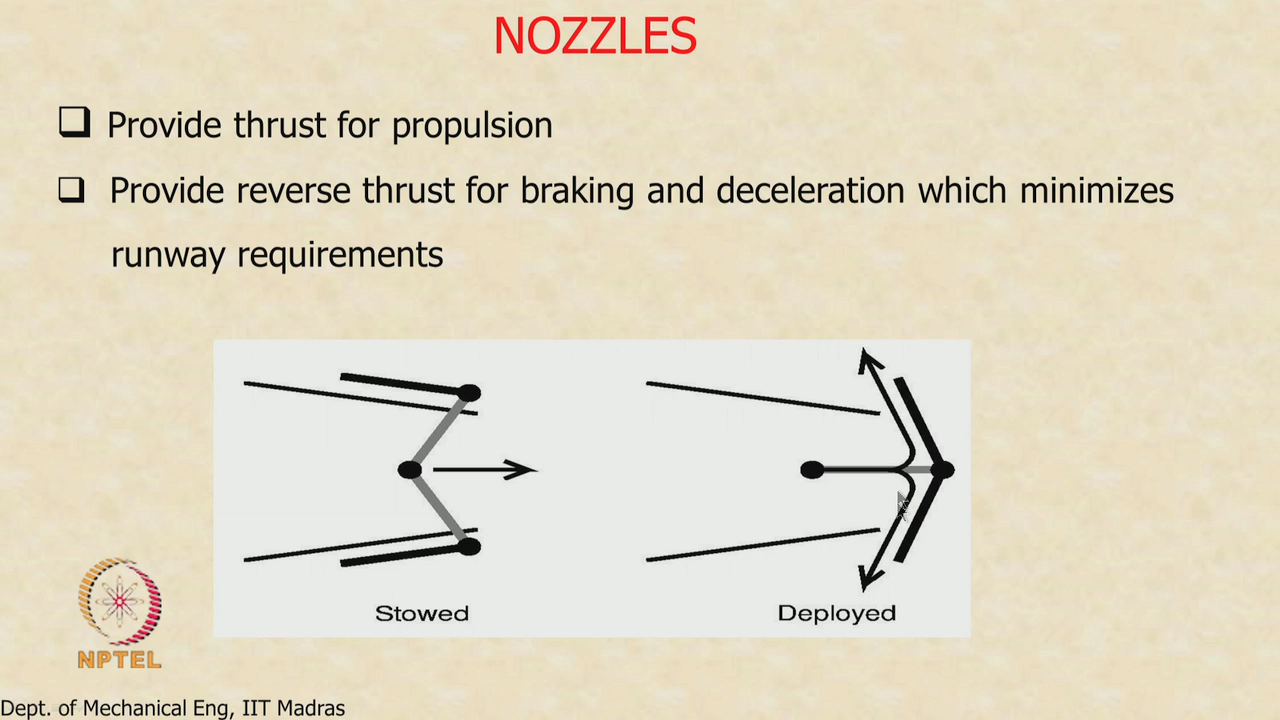 NOZZLES
Provide thrust for propulsion
Provide reverse thrust for braking and deceleration which minimizes
runway requirements
Stowed
Deployed
NPTEL
Dept. of Mechanical Eng, IIT Madras